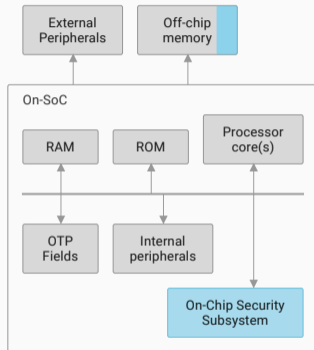 External
Peripherals
Off-chip
memory
On-SoC
RAM
ROM
Processor
core(s)
OTP
Fields
Internal
peripherals
On-Chip Security
Subsystem